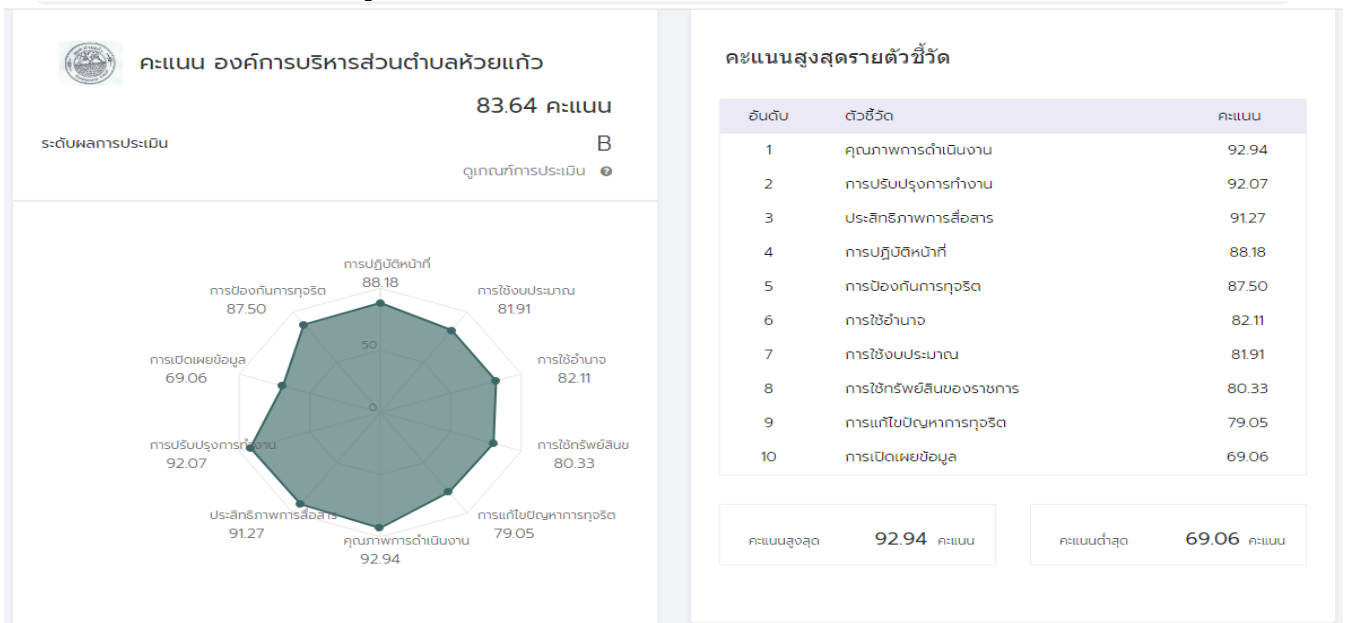 คะแนน องค์การบริหารส่วนตำบลห้วยแก้ว
83.64 คะแนน
ระดับผลการประเมิน
B
ดูเกณฑ์การประเมิน
การปฏิบัติหน้าที่
88.18
การป้องกันการทุจริต
87.50
การใช้งบประมาณ
81.91
50
การเปิดเผยข้อมูล
69.06
การใช้อำนาจ
82.11
0
การปรับปรุงการทำงาน
92.07
การใช้ทรัพย์สินข
80.33
ประสิทธิภาพการสื่อสาร
91.27
การแก้ไขปัญหาการทุจริต
79.05
คุณภาพการดำเนินงาน
92.94
คะแนนสูงสุดรายตัวชี้วัด
อันดับ ตัวชี้วัด คะแนน
1 คุณภาพการดำเนินงาน 92.94
2 การปรับปรุงการทำงาน 92.07
3 ประสิทธิภาพการสื่อสาร 91.27
4 การปฏิบัติหน้าที่ 88.18
5 การป้องกันการทุจริต 87.50
6 การใช้อำนาจ 82.11
7 การใช้งบประมาณ 81.91
8 การใช้ทรัพย์สินของราชการ 80.33
9 การแก้ไขปัญหาการทุจริต 79.05
10 การเปิดเผยข้อมูล 69.06
คะแนนสูงสุด 92.94 คะแนน
คะแนนต่ำสุด 69.06 คะแนน